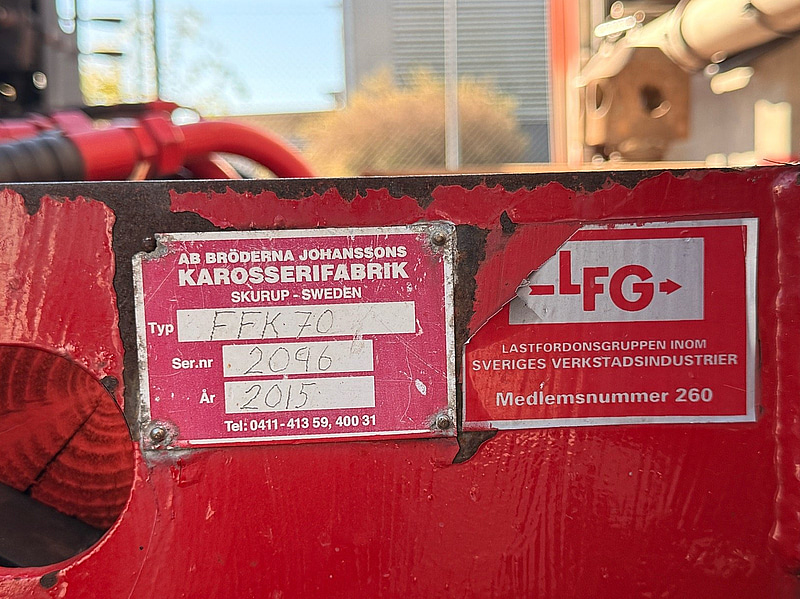 AB BRÖDERNA JOHANSSONS
KAROSSERIFABRIK
SKURUP - SWEDEN
Typ FFK 70
Ser.nr 2096
År 2015
Tel: 0411 - 413 59, 400 31
LFG
LASTFORDONSGRUPPEN INOM
SVERIGES VERKSTADSINDUSTRIER
Medlemsnummer 260